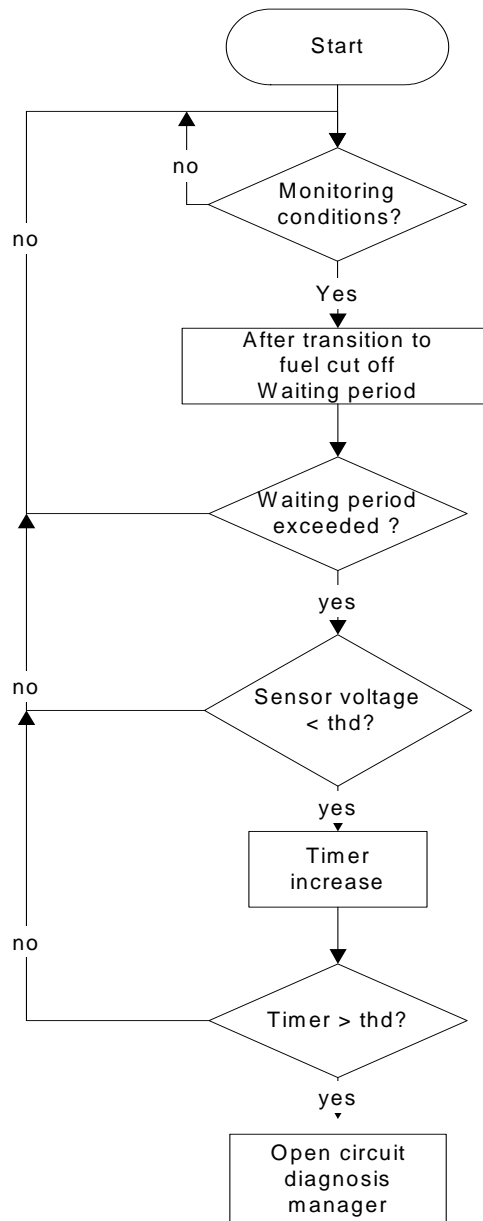 Start
no
Monitoring
conditions?
no
Yes
After transition to
fuel cut off
Waiting period
Waiting period
exceeded ?
yes
no
Sensor voltage
< thd?
yes
Timer
increase
no
Timer > thd?
yes
Open circuit
diagnosis
manager